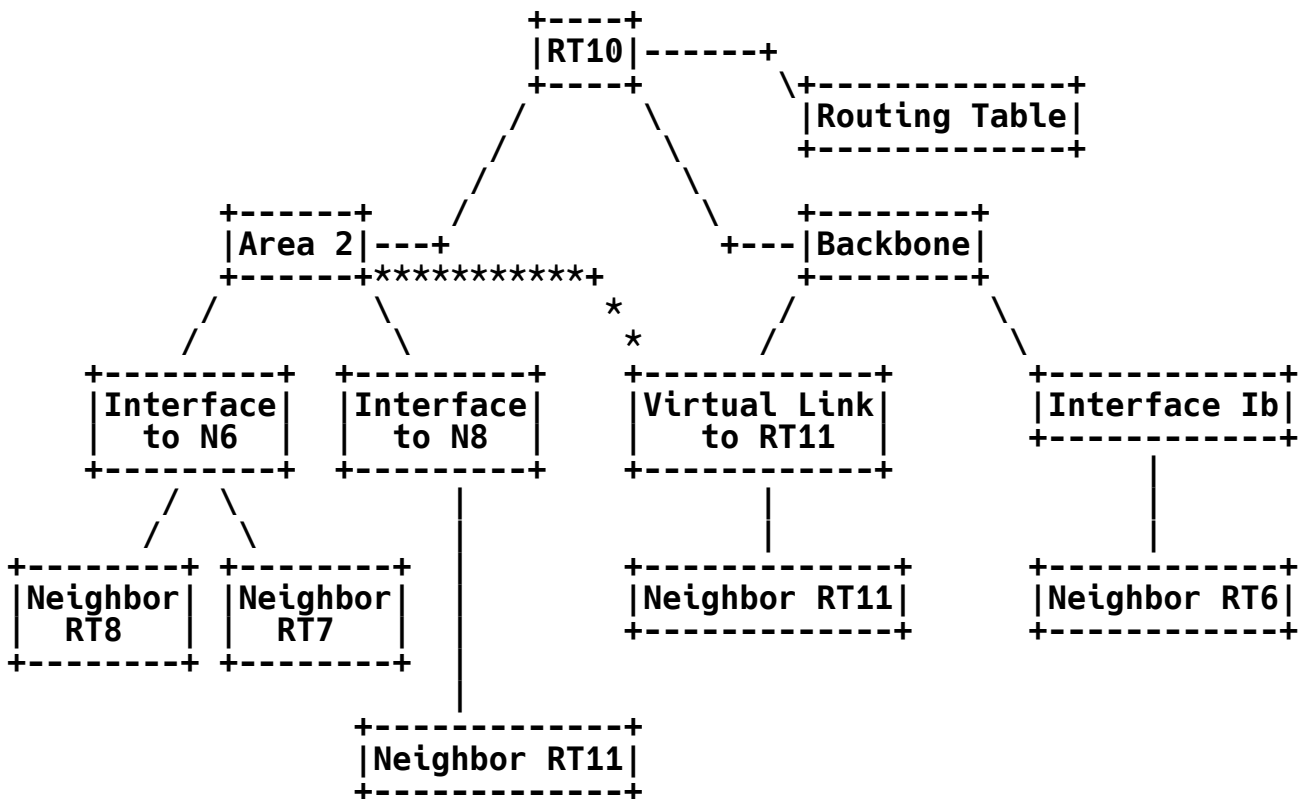 RT10
Routing Table
Area 2
Backbone
Interface
to N6
Interface
to N8
Virtual Link
to RT11
Interface Ib
Neighbor
RT8
Neighbor
RT7
Neighbor RT11
Neighbor RT6
Neighbor RT11